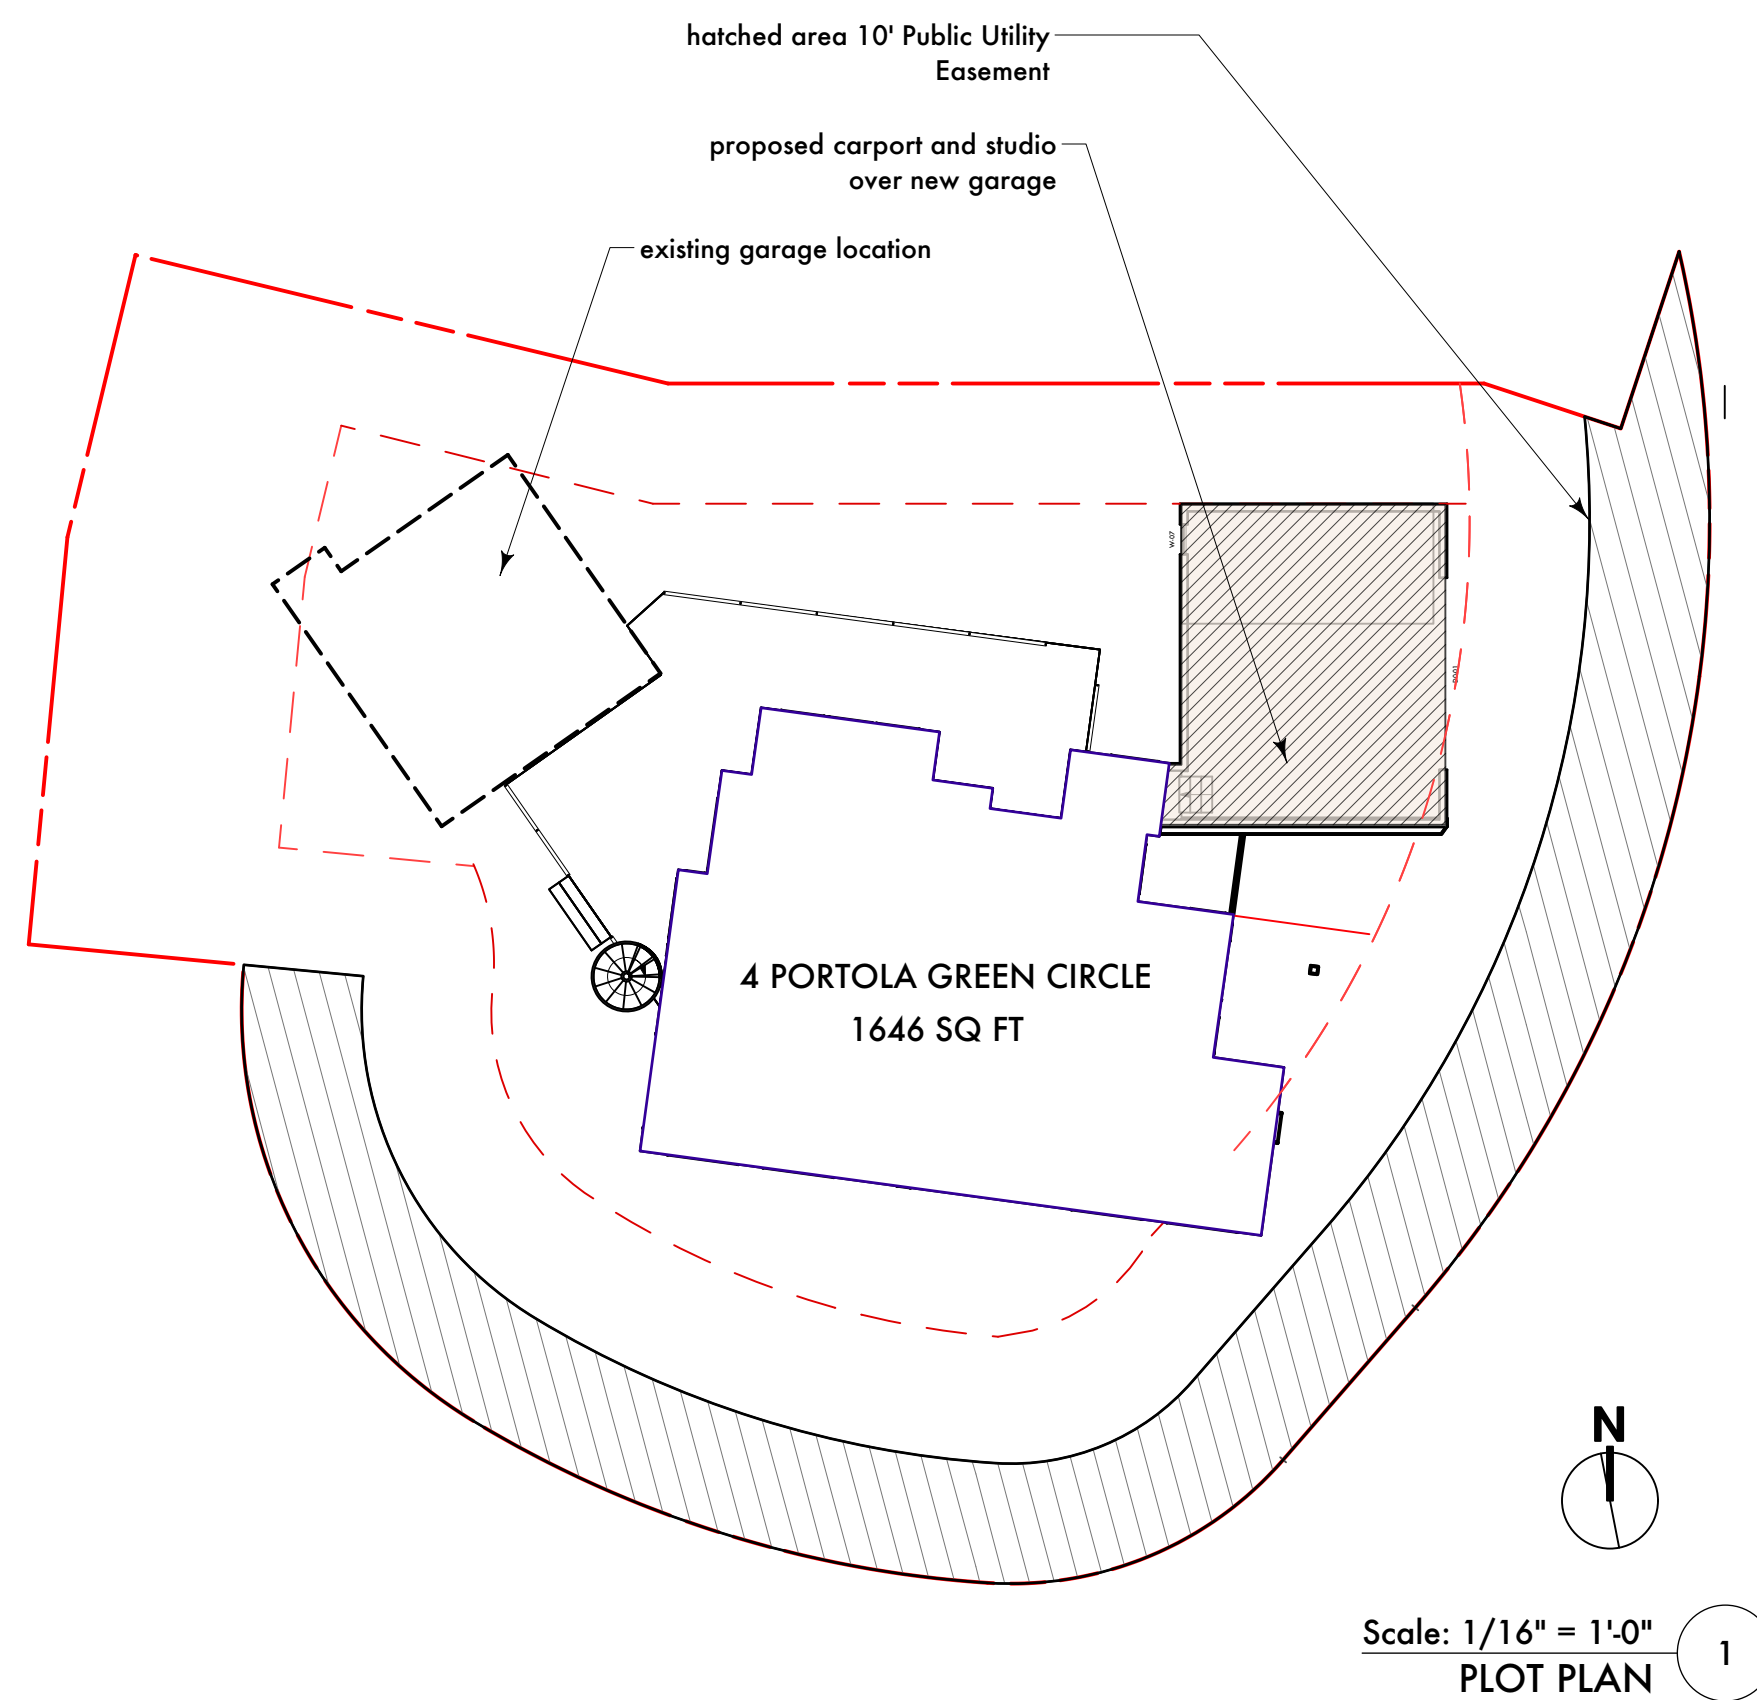 hatched area 10' Public Utility
Easement
proposed carport and studio
over new garage
existing garage location
W-07
4 PORTOLA GREEN CIRCLE
1646 SQ FT
N
Scale: 1/16" = 1'-0"
1
PLOT PLAN